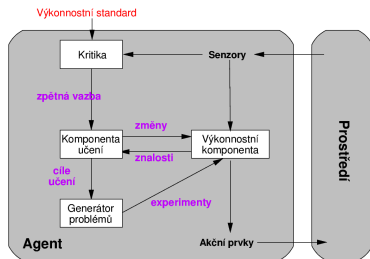 Výkonnostní standard
Kritika
Senzory
zpětná vazba
Komponenta
učení
změny
znalosti
Výkonnostní
komponenta
cíle
učení
Generátor
problémů
experimenty
Agent
Akční prvky
Prostředí